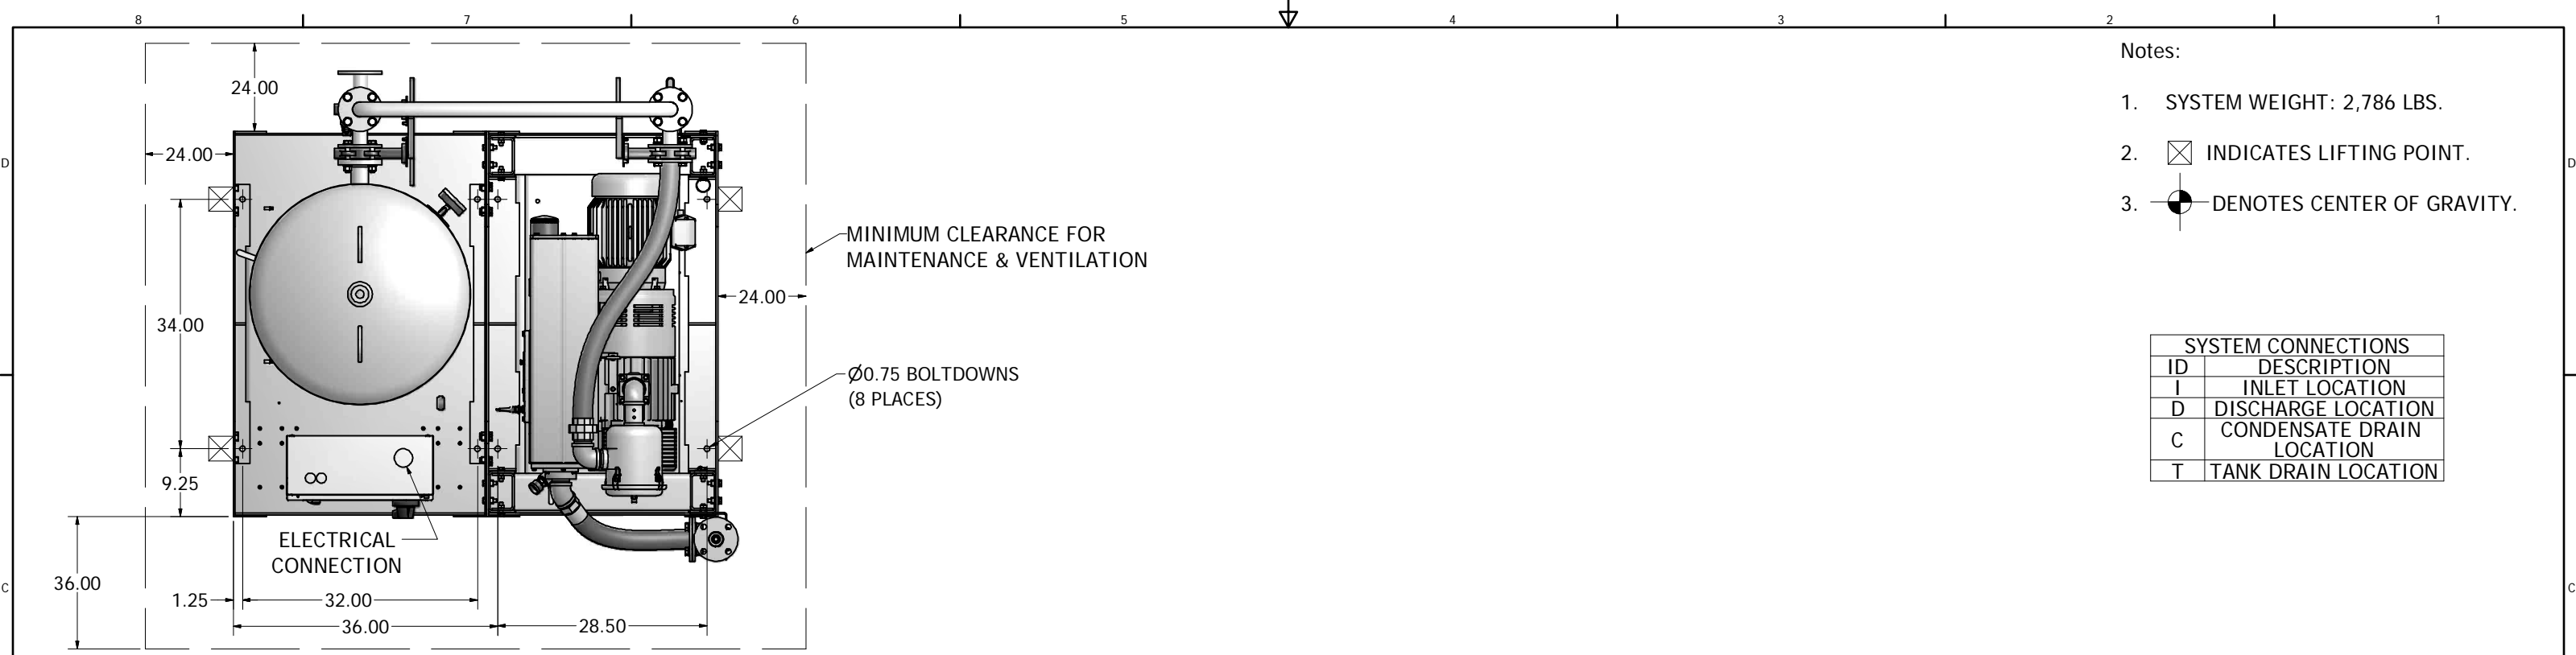 8 7 6 5 4 3 2 1
D
D
C
C
24.00
24.00
34.00
9.25
36.00
1.25
32.00
36.00
28.50
24.00
MINIMUM CLEARANCE FOR
MAINTENANCE & VENTILATION
Ø0.75 BOLTDOWNS
(8 PLACES)
ELECTRICAL
CONNECTION
Notes:
1. SYSTEM WEIGHT: 2,786 LBS.
2. INDICATES LIFTING POINT.
3. DENOTES CENTER OF GRAVITY.
SYSTEM CONNECTIONS
ID DESCRIPTION
I INLET LOCATION
D DISCHARGE LOCATION
C CONDENSATE DRAIN
LOCATION
T TANK DRAIN LOCATION